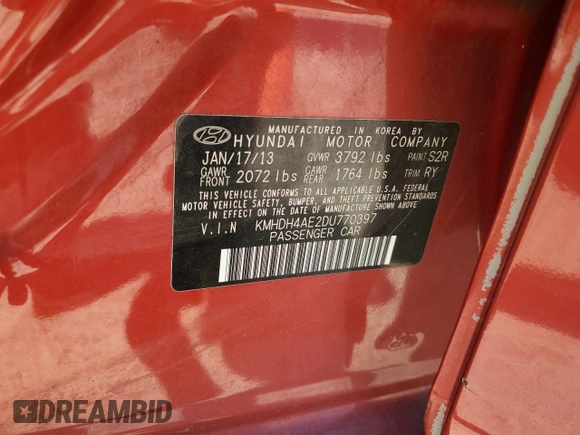 MANUFACTURED IN KOREA BY
HYUNDAI MOTOR COMPANY
JAN/17/13 GVWR 3792 lbs PAINT S2R
GAWR FRONT 2072 lbs GAWR REAR 1764 lbs TRIM RY
THIS VEHICLE CONFORMS TO ALL APPLICABLE U.S.A. FEDERAL
MOTOR VEHICLE SAFETY, BUMPER, AND THEFT PREVENTION STANDARDS
IN EFFECT ON THE DATE OF MANUFACTURE SHOWN ABOVE.
V.I.N KMHDH4AE2DU770397
PASSENGER CAR
DREAMBID